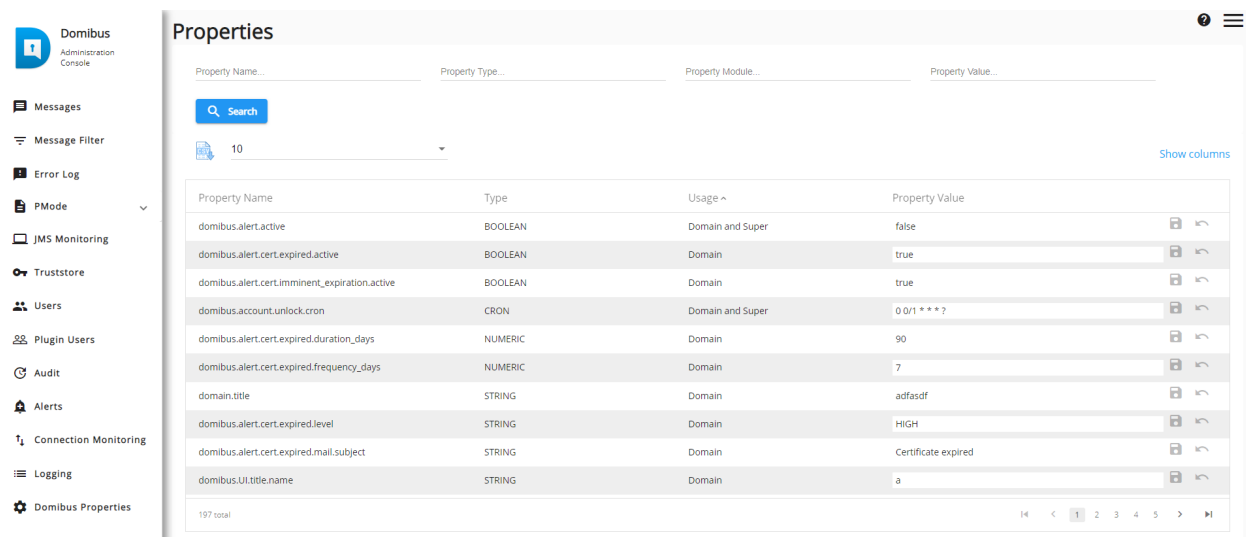 Domibus
Administration
Console
Messages
Message Filter
Error Log
PMode
JMS Monitoring
Truststore
Users
Plugin Users
Audit
Alerts
Connection Monitoring
Logging
Domibus Properties
Properties
Property Name... Property Type... Property Module... Property Value...
Search
10
Show columns
Property Name Type Usage Property Value
domibus.alert.active BOOLEAN Domain and Super false
domibus.alert.cert.expired.active BOOLEAN Domain true
domibus.alert.cert.imminent_expiration.active BOOLEAN Domain true
domibus.account.unlock.cron CRON Domain and Super 0 0/1 * * * ?
domibus.alert.cert.expired.duration_days NUMERIC Domain 90
domibus.alert.cert.expired.frequency_days NUMERIC Domain 7
domain.title STRING Domain adfasdf
domibus.alert.cert.expired.level STRING Domain HIGH
domibus.alert.cert.expired.mail.subject STRING Domain Certificate expired
domibus.UI.title.name STRING Domain a
197 total 1 2 3 4 5